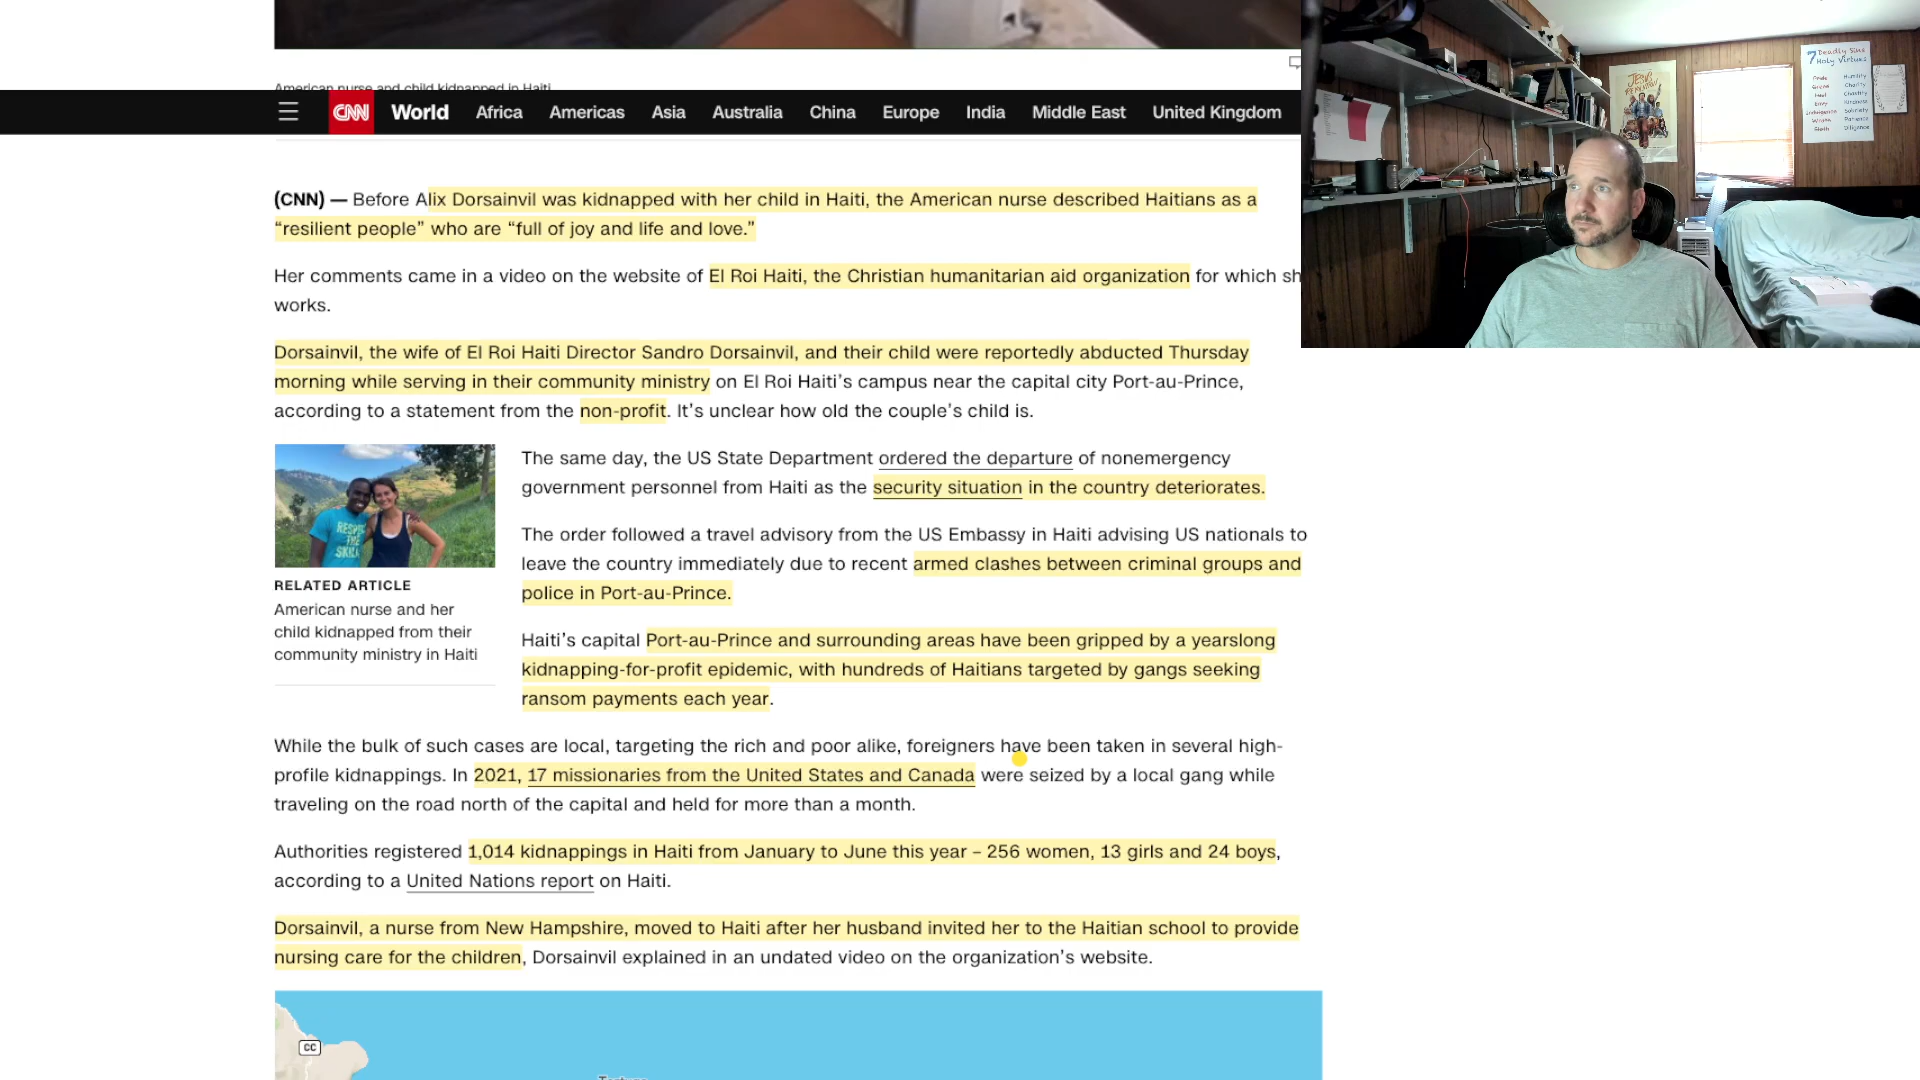 American nurse and child kidnapped in Haiti
CNN World Africa Americas Asia Australia China Europe India Middle East United Kingdom
(CNN) — Before Alix Dorsainvil was kidnapped with her child in Haiti, the American nurse described Haitians as a
“resilient people” who are “full of joy and life and love.”
Her comments came in a video on the website of El Roi Haiti, the Christian humanitarian aid organization for which sh
works.
Dorsainvil, the wife of El Roi Haiti Director Sandro Dorsainvil, and their child were reportedly abducted Thursday
morning while serving in their community ministry on El Roi Haiti’s campus near the capital city Port-au-Prince,
according to a statement from the non-profit. It’s unclear how old the couple’s child is.
RELATED ARTICLE
American nurse and her
child kidnapped from their
community ministry in Haiti
The same day, the US State Department ordered the departure of nonemergency
government personnel from Haiti as the security situation in the country deteriorates.
The order followed a travel advisory from the US Embassy in Haiti advising US nationals to
leave the country immediately due to recent armed clashes between criminal groups and
police in Port-au-Prince.
Haiti’s capital Port-au-Prince and surrounding areas have been gripped by a yearslong
kidnapping-for-profit epidemic, with hundreds of Haitians targeted by gangs seeking
ransom payments each year.
While the bulk of such cases are local, targeting the rich and poor alike, foreigners have been taken in several high-
profile kidnappings. In 2021, 17 missionaries from the United States and Canada were seized by a local gang while
traveling on the road north of the capital and held for more than a month.
Authorities registered 1,014 kidnappings in Haiti from January to June this year – 256 women, 13 girls and 24 boys,
according to a United Nations report on Haiti.
Dorsainvil, a nurse from New Hampshire, moved to Haiti after her husband invited her to the Haitian school to provide
nursing care for the children, Dorsainvil explained in an undated video on the organization’s website.
CC
7 Deadly Sins
Holy Virtues
Pride Humility
Greed Charity
Lust Chastity
Envy Kindness
Indulgence Sobriety
Wrath Patience
Sloth Diligence